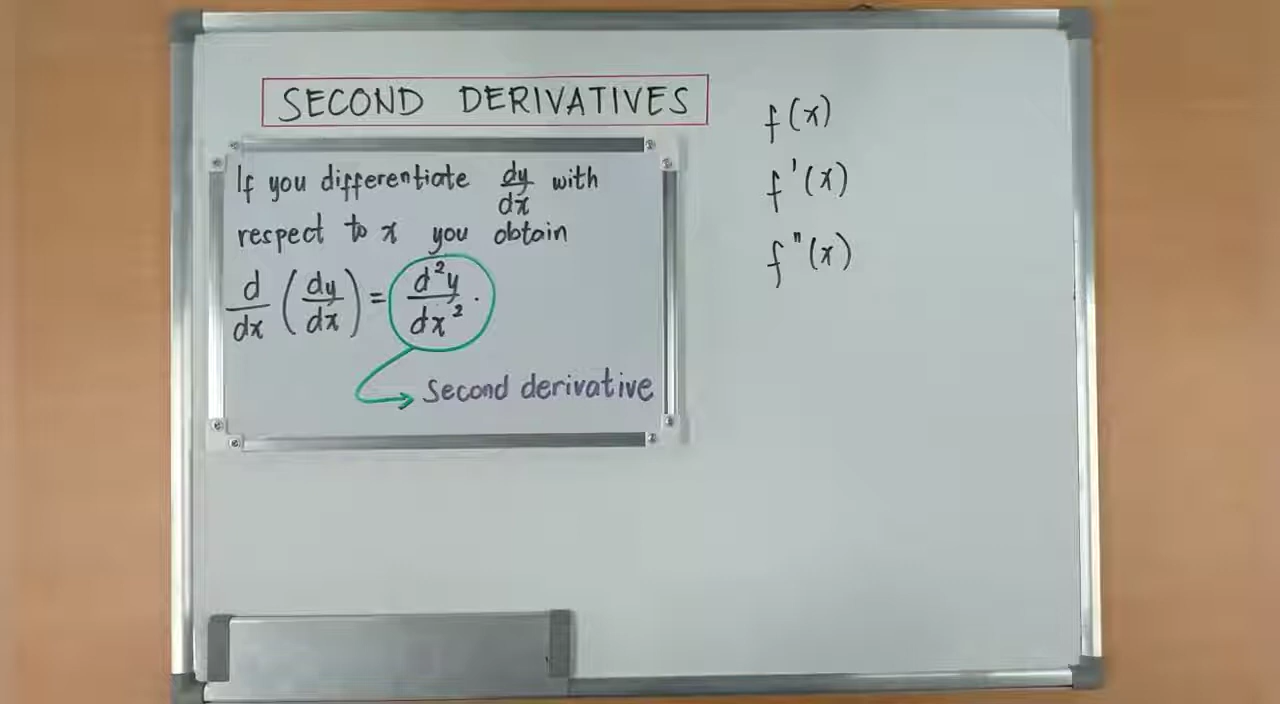 SECOND DERIVATIVES
If you differentiate dy/dx with
respect to x you obtain
d/dx (dy/dx) = d²y/dx².
Second derivative
f(x)
f'(x)
f"(x)